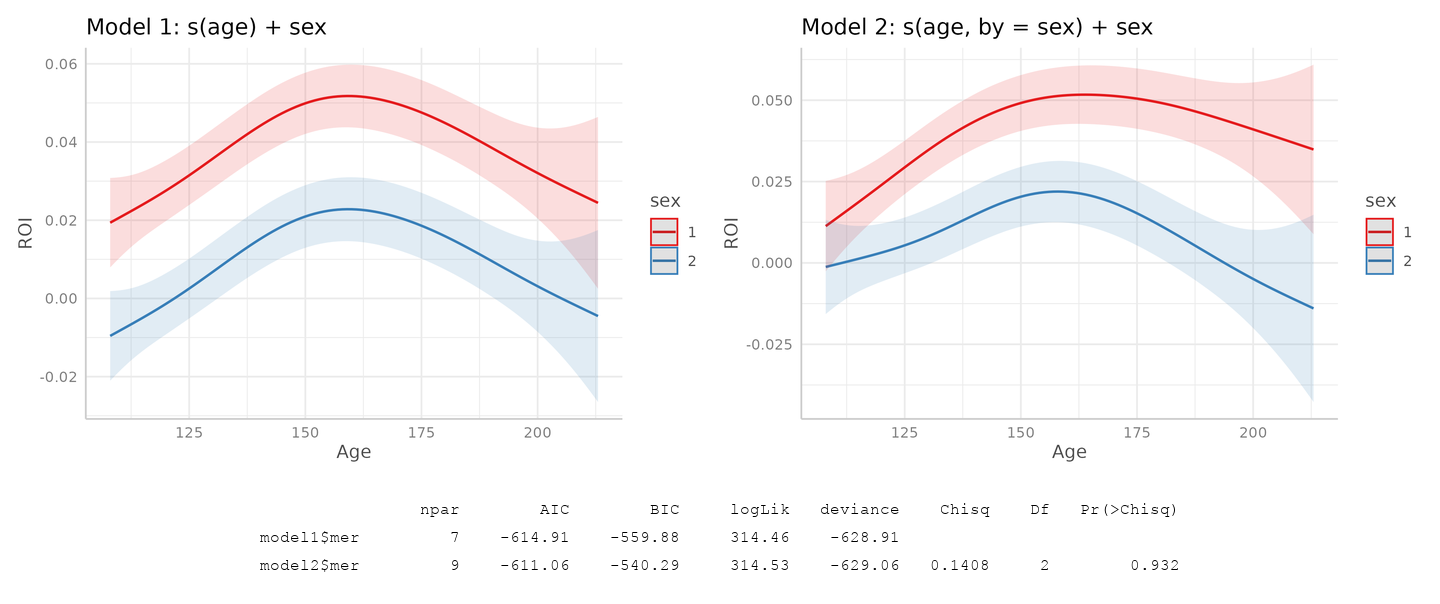 Model 1: s(age) + sex
0.06
0.04
0.02
0.00
-0.02
ROI
125 150 175 200
Age
sex
1
2
Model 2: s(age, by = sex) + sex
0.050
0.025
0.000
-0.025
ROI
125 150 175 200
Age
sex
1
2
npar AIC BIC logLik deviance Chisq Df Pr(>Chisq)
model1$mer 7 -614.91 -559.88 314.46 -628.91
model2$mer 9 -611.06 -540.29 314.53 -629.06 0.1408 2 0.932